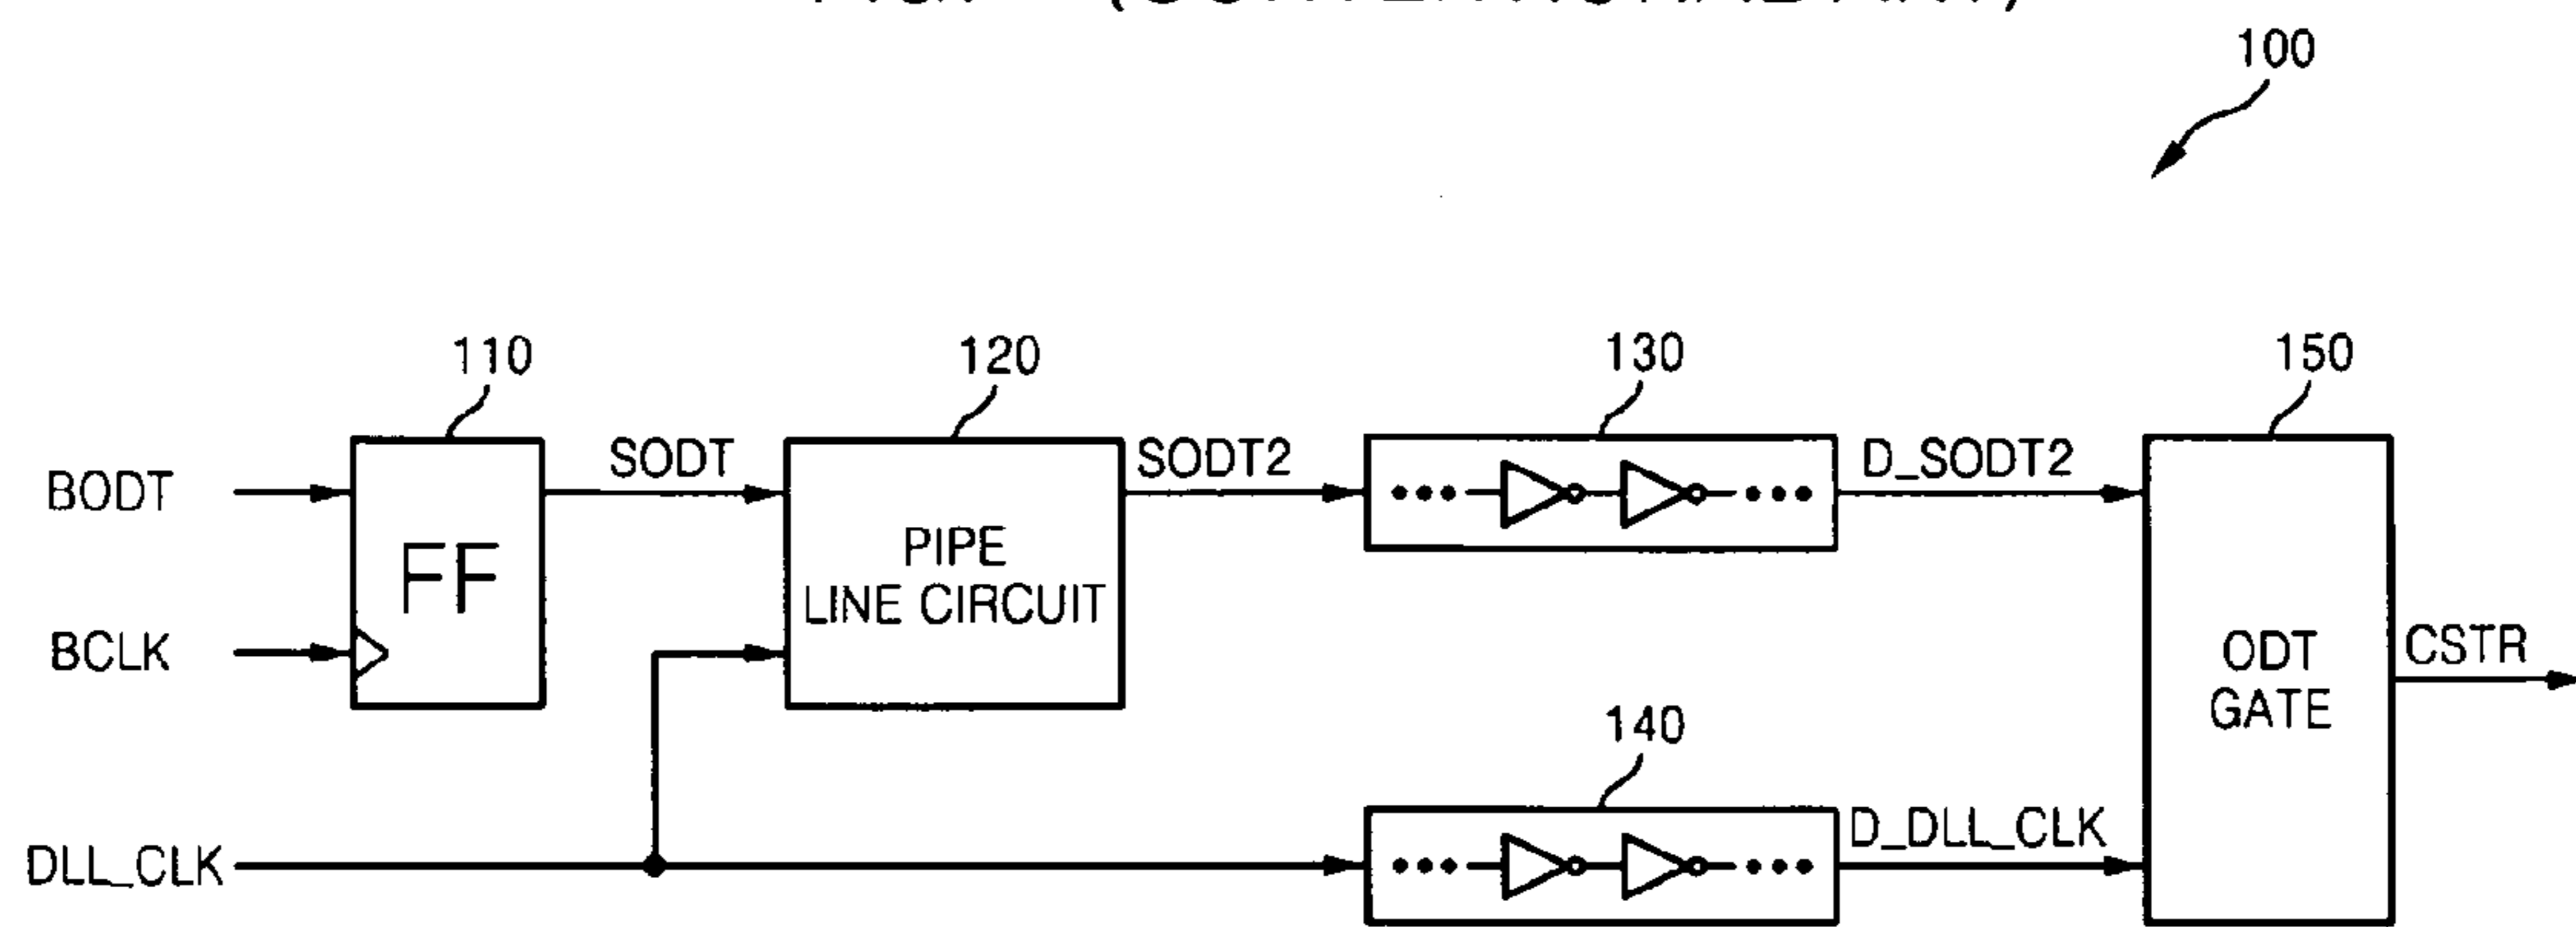 100
110
120
130
150
BODT
SODT
SODT2
D_SODT2
FF
PIPE
LINE CIRCUIT
BCLK
ODT
GATE
CSTR
140
DLL_CLK
D_DLL_CLK